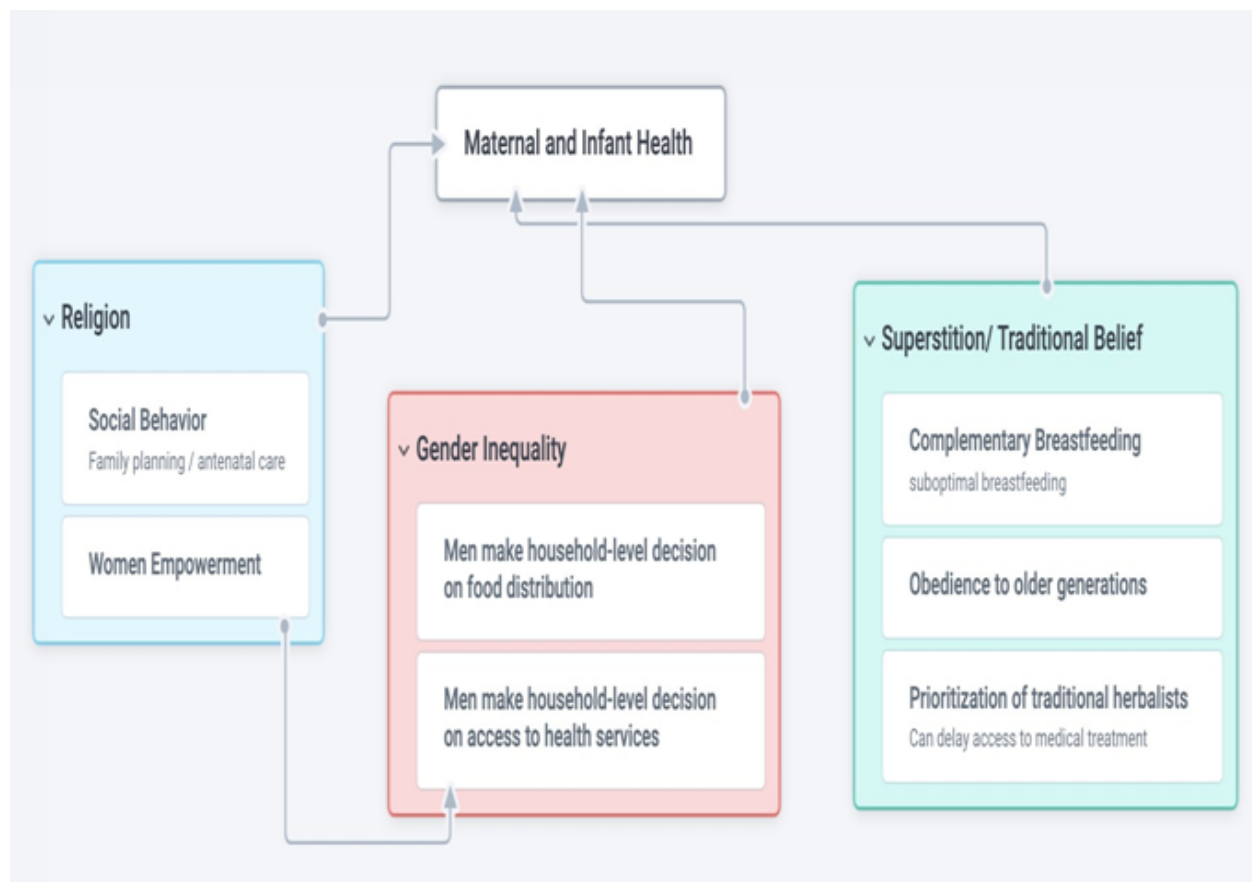 Maternal and Infant Health
Religion
Social Behavior
Family planning / antenatal care
Women Empowerment
Gender Inequality
Men make household-level decision
on food distribution
Men make household-level decision
on access to health services
Superstition/ Traditional Belief
Complementary Breastfeeding
suboptimal breastfeeding
Obedience to older generations
Prioritization of traditional herbalists
Can delay access to medical treatment